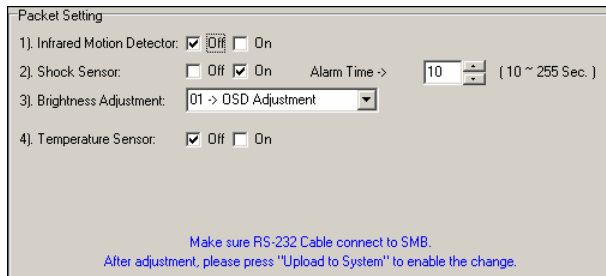 Packet Setting
1). Infrared Motion Detector: Off On
2). Shock Sensor: Off On Alarm Time -> 10 ( 10 ~ 255 Sec. )
3). Brightness Adjustment: 01 -> OSD Adjustment
4). Temperature Sensor: Off On
Make sure RS-232 Cable connect to SMB.
After adjustment, please press "Upload to System" to enable the change.